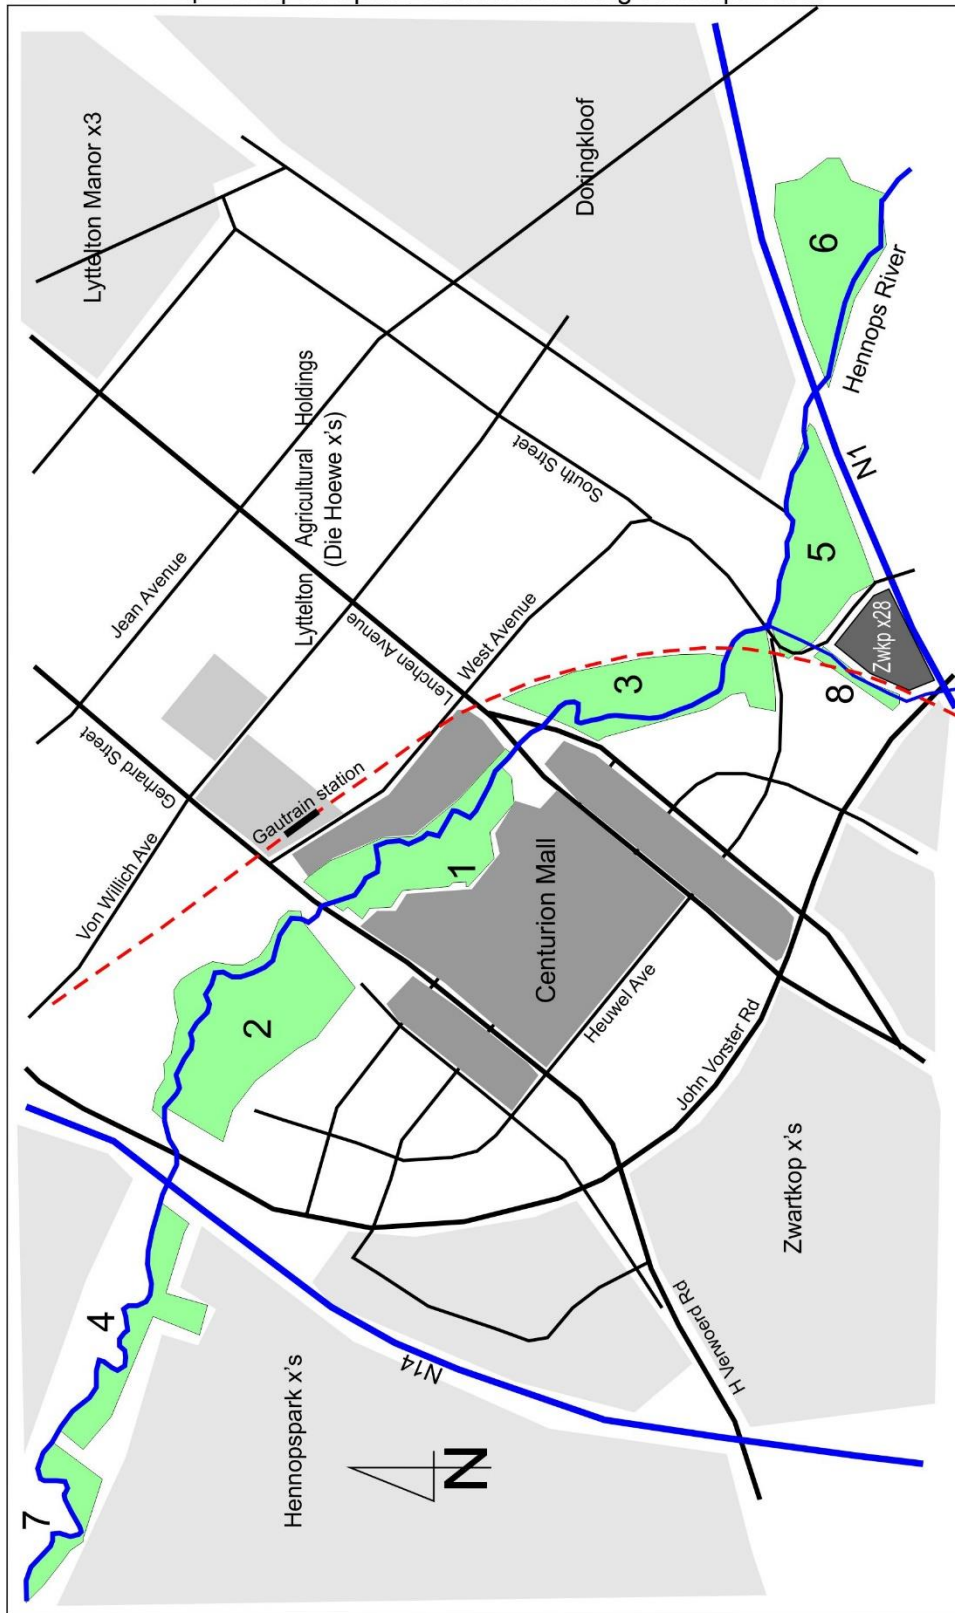 7
4
Lyttelton Manor x3
Von Willich Ave
Jean Avenue
Gerhard Street
2
Hennopspark x's
Gautrain station
Lyttelton Agricultural Holdings
(Die Hoewe x's)
N14
N
1
Lenchen Avenue
West Avenue
South Street
Centurion Mall
Doringkloof
Heuwel Ave
3
H Verwoerd Rd
John Vorster Rd
Zwartkop x's
5
6
8
N1
Hennops River
Zwkp x28